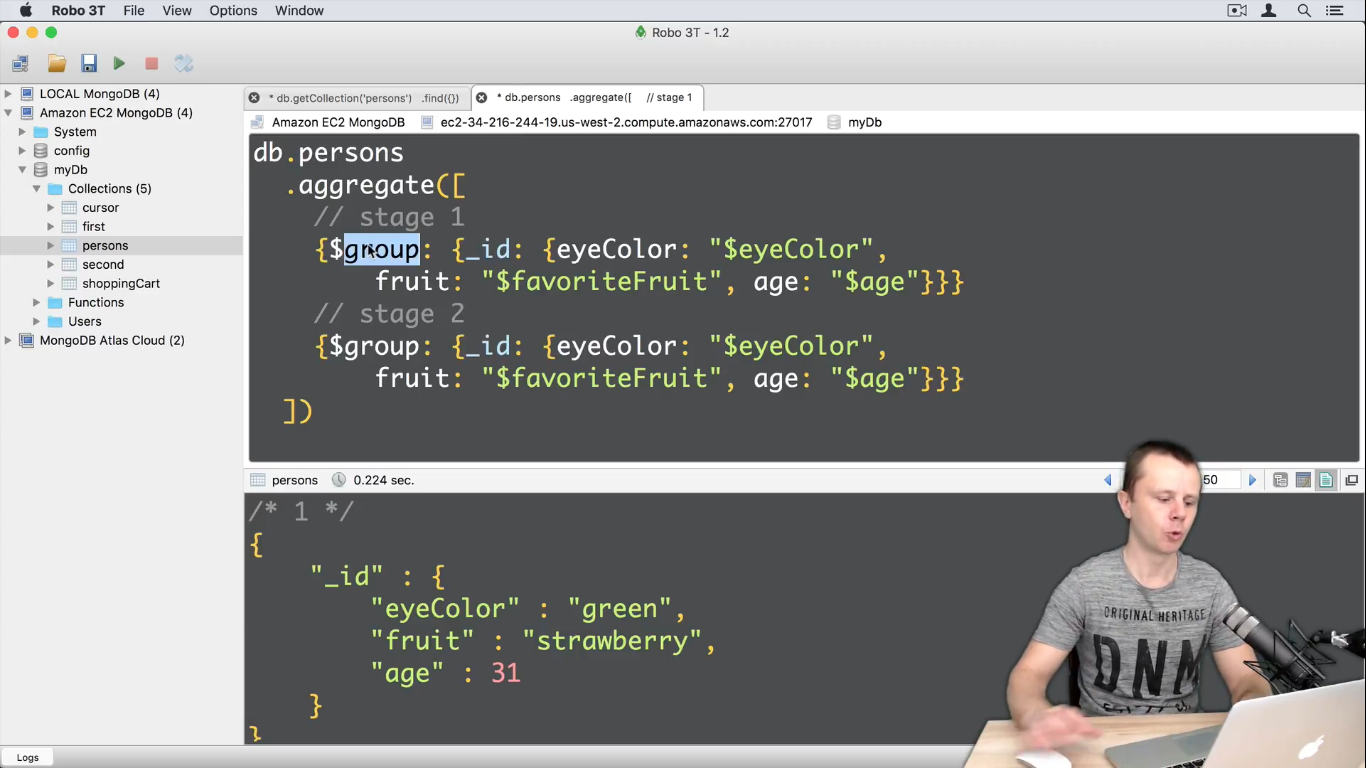 Robo 3T File View Options Window
Robo 3T - 1.2
LOCAL MongoDB (4)
Amazon EC2 MongoDB (4)
System
config
myDb
Collections (5)
cursor
first
persons
second
shoppingCart
Functions
Users
MongoDB Atlas Cloud (2)
* db.getCollection('persons') .find({})
* db.persons .aggregate([ // stage 1
Amazon EC2 MongoDB ec2-34-216-244-19.us-west-2.compute.amazonaws.com:27017 myDb
db.persons
.aggregate([
// stage 1
{$group: {_id: {eyeColor: "$eyeColor",
fruit: "$favoriteFruit", age: "$age"}}}
// stage 2
{$group: {_id: {eyeColor: "$eyeColor",
fruit: "$favoriteFruit", age: "$age"}}}
])
persons 0.224 sec. 50
/* 1 */
{
"_id" : {
"eyeColor" : "green",
"fruit" : "strawberry",
"age" : 31
}
}
ORIGINAL HERITAGE
DNM
Logs